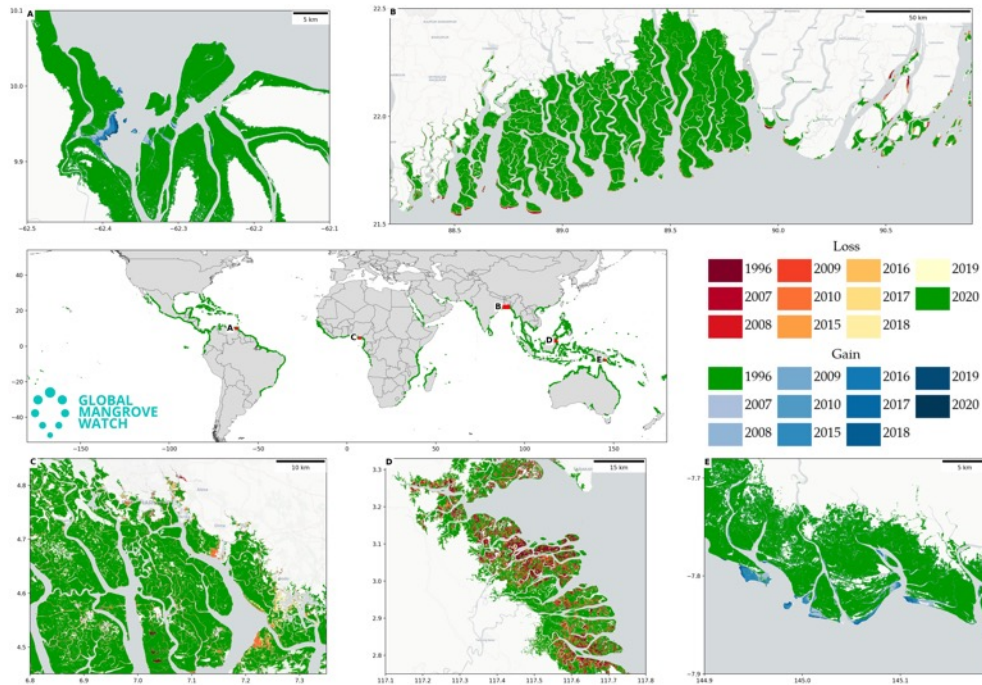 10.1
A
5 km
10.0
9.9
−62.5
−62.4
−62.3
−62.2
−62.1
22.5
B
50 km
22.0
21.5
88.5
89.0
89.5
90.0
90.5
40
20
0
−20
−40
A
B
C
D
E
GLOBAL
MANGROVE
WATCH
−150
−100
−50
0
50
100
150
Loss
1996 2009 2016 2019
2007 2010 2017 2020
2008 2015 2018
Gain
1996 2009 2016 2019
2007 2010 2017 2020
2008 2015 2018
C
10 km
4.8
4.7
4.6
4.5
6.8
6.9
7.0
7.1
7.2
7.3
3.3
D
15 km
3.2
3.1
3.0
2.9
2.8
117.1
117.2
117.3
117.4
117.5
117.6
117.7
117.8
−7.7
E
5 km
−7.8
−7.9
144.9
145.0
145.1